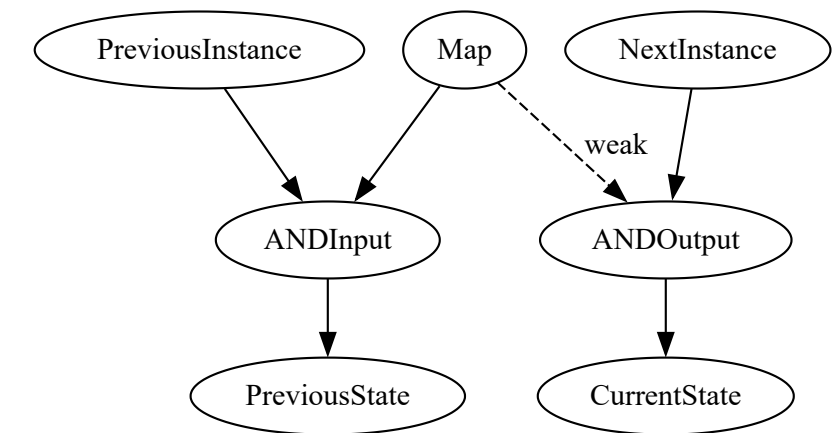 PreviousInstance
Map
NextInstance
weak
ANDInput
ANDOutput
PreviousState
CurrentState